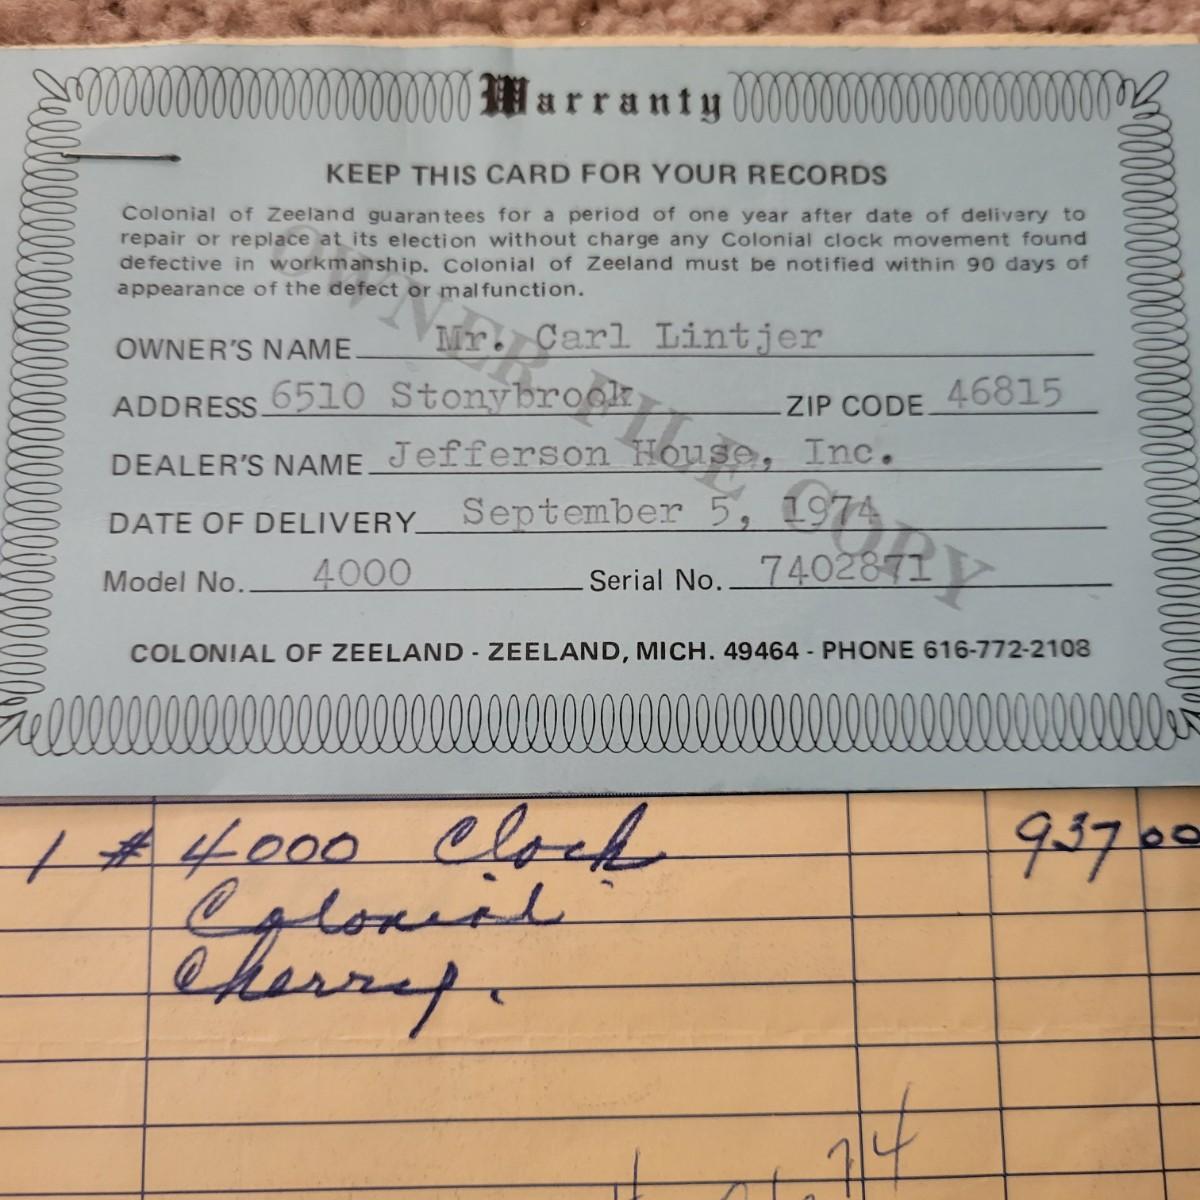 Warranty
KEEP THIS CARD FOR YOUR RECORDS
Colonial of Zeeland guarantees for a period of one year after date of delivery to
repair or replace at its election without charge any Colonial clock movement found
defective in workmanship. Colonial of Zeeland must be notified within 90 days of
appearance of the defect or malfunction.
OWNER FILE COPY
OWNER'S NAME Mr. Carl Lintjer
ADDRESS 6510 Stonybrook ZIP CODE 46815
DEALER'S NAME Jefferson House, Inc.
DATE OF DELIVERY September 5, 1974
Model No. 4000 Serial No. 7402871
COLONIAL OF ZEELAND - ZEELAND, MICH. 49464 - PHONE 616-772-2108
1 # 4000 Clock 937 00
Colonial
Cherry.
74